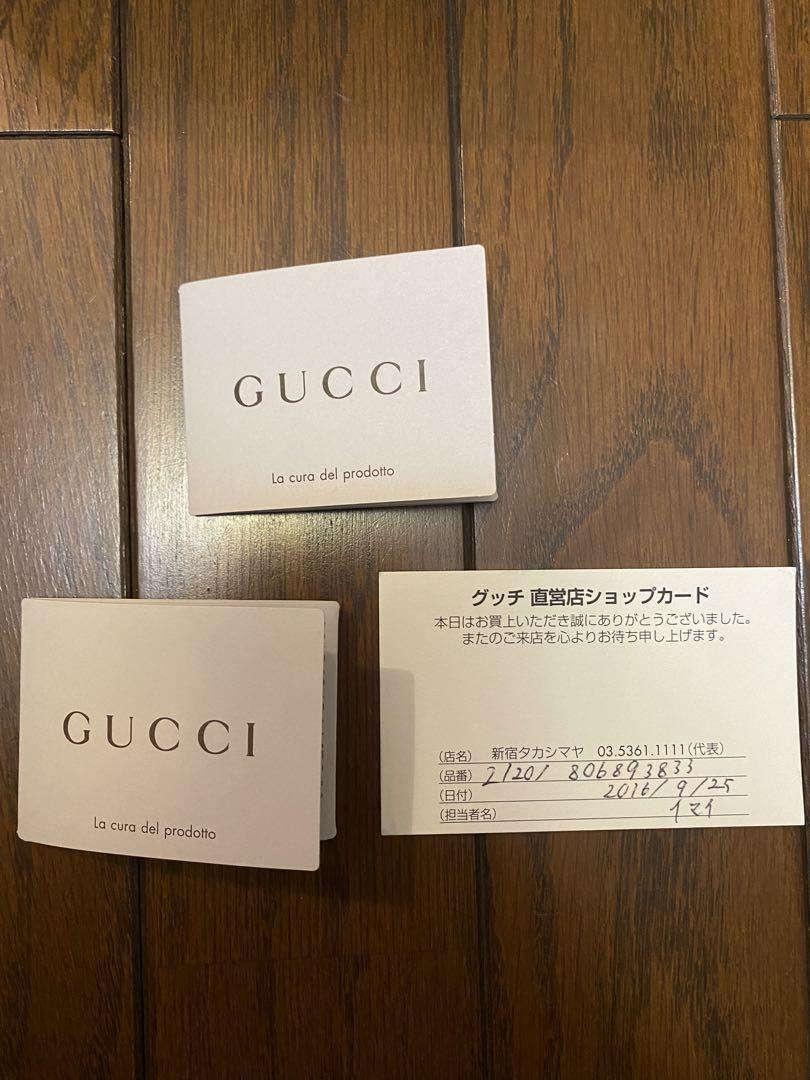 GUCCI
La cura del prodotto
GUCCI
La cura del prodotto
グッチ 直営店ショップカード
本日はお買上いただき誠にありがとうございました。
またのご来店を心よりお待ち申し上げます。
(店名) 新宿タカシマヤ 03.5361.1111(代表)
(品番) 806893833
(日付) 2016/9/25
(担当者名) イマイ